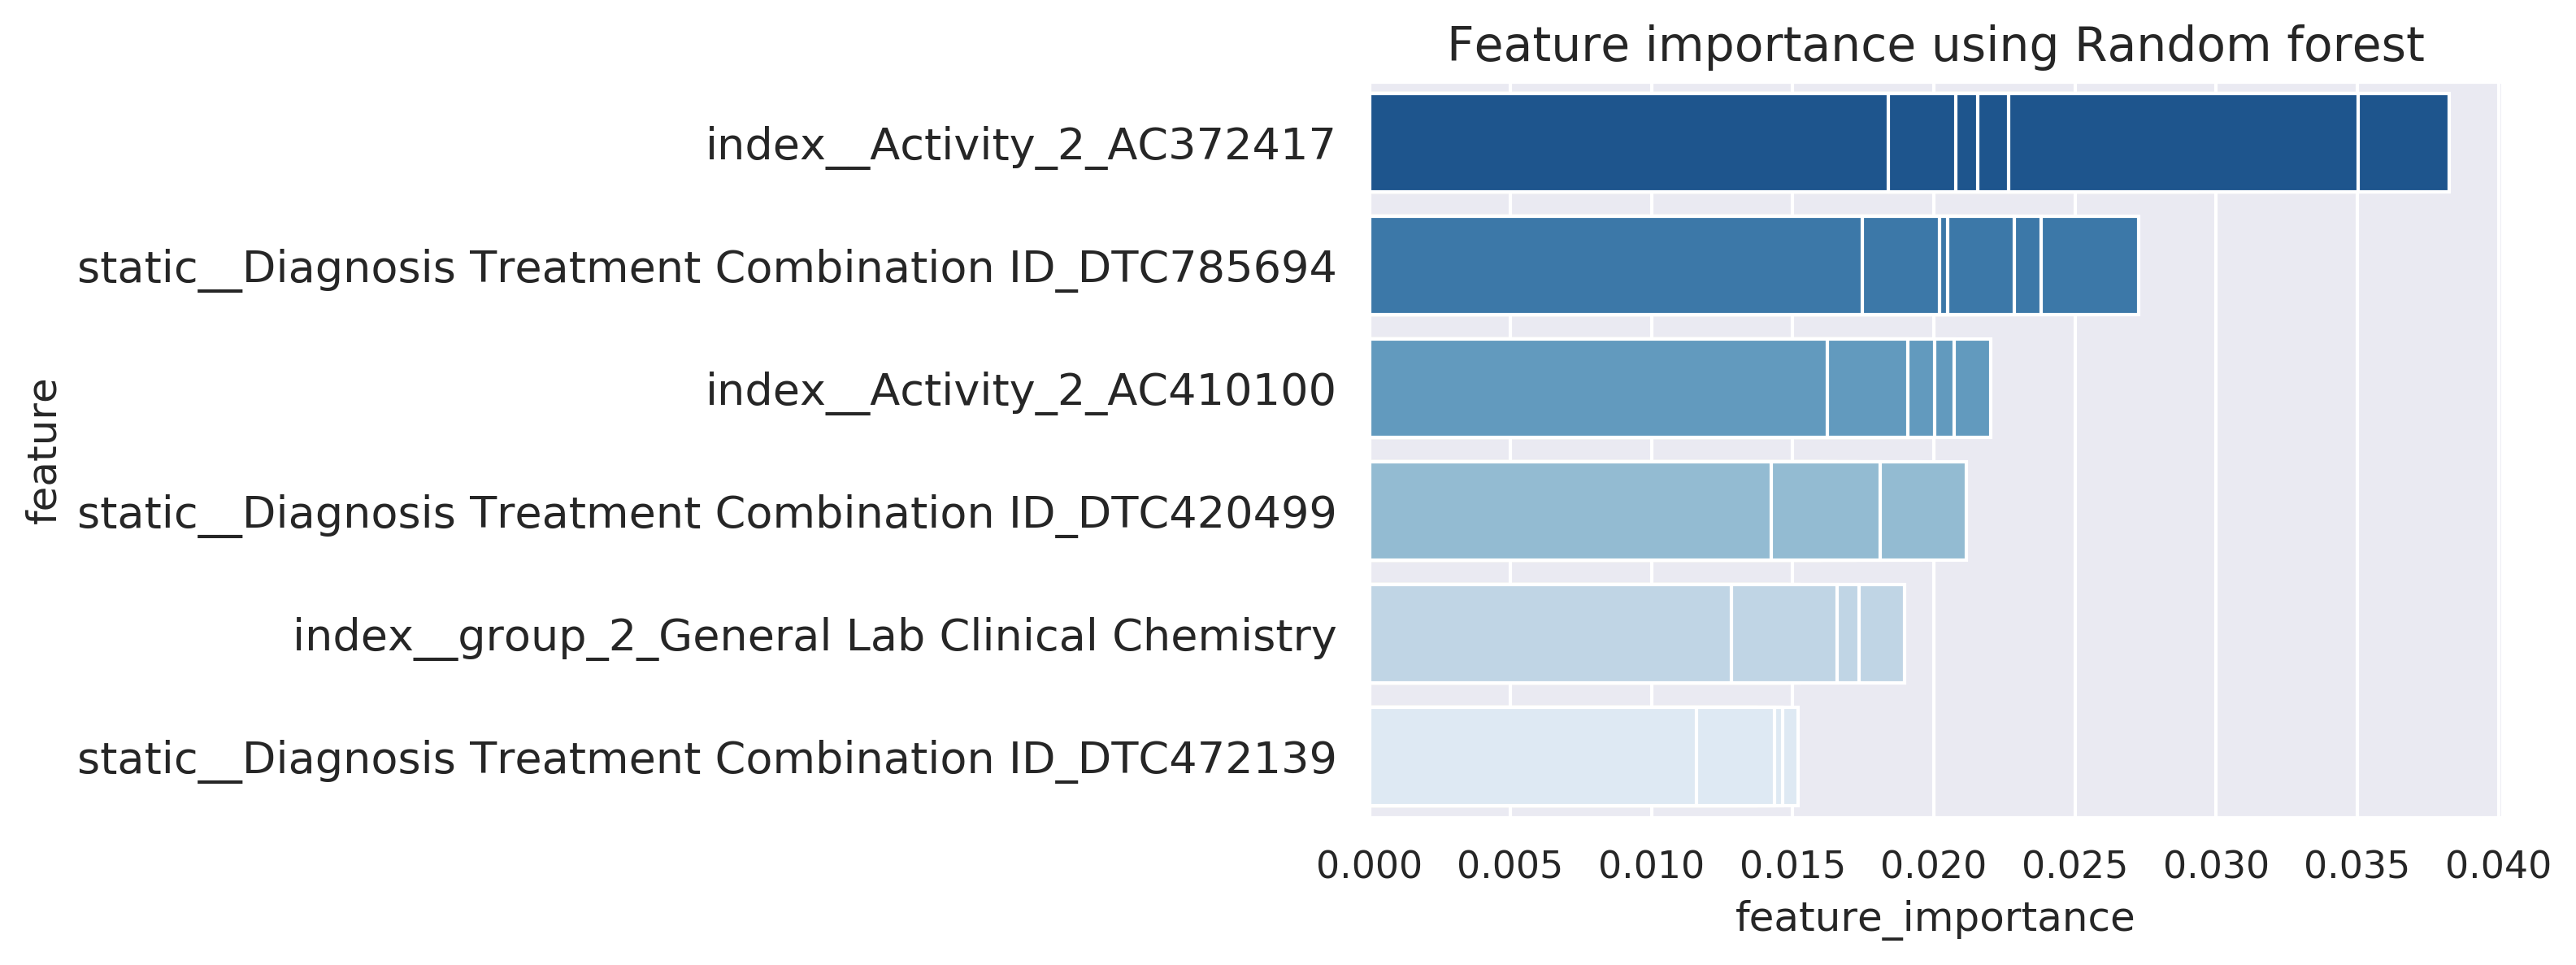 Feature importance using Random forest
feature
index__Activity_2_AC372417
static__Diagnosis Treatment Combination ID_DTC785694
index__Activity_2_AC410100
static__Diagnosis Treatment Combination ID_DTC420499
index__group_2_General Lab Clinical Chemistry
static__Diagnosis Treatment Combination ID_DTC472139
0.000 0.005 0.010 0.015 0.020 0.025 0.030 0.035 0.040
feature_importance